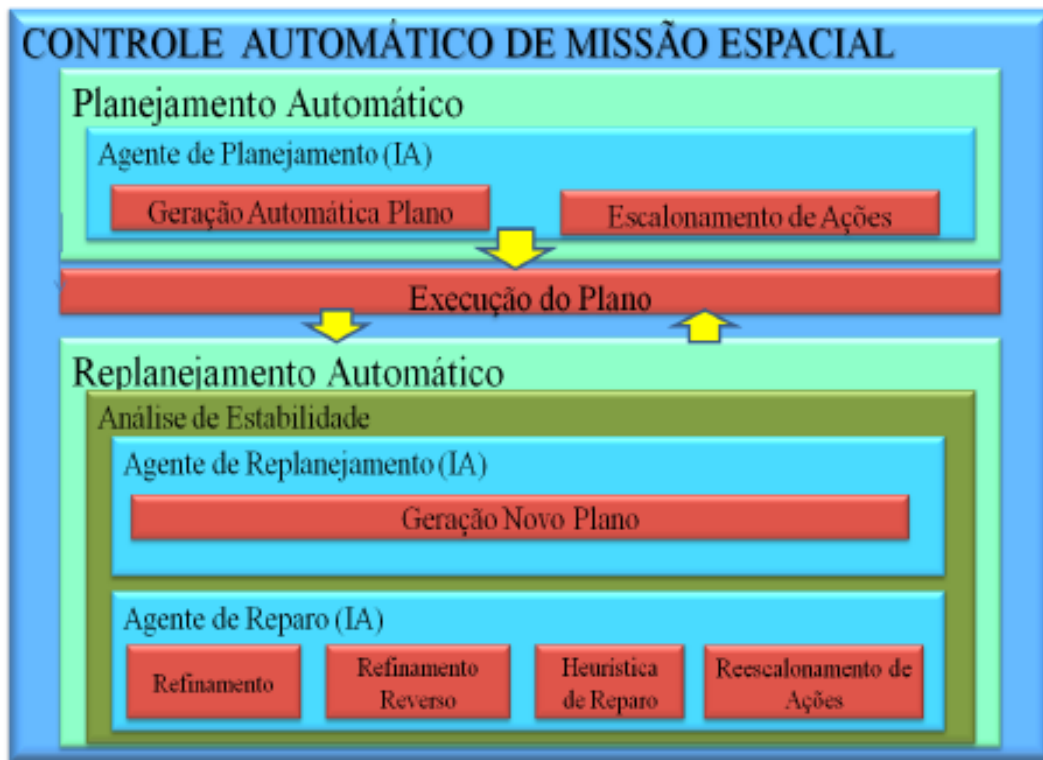 CONTROLE AUTOMÁTICO DE MISSÃO ESPACIAL
Planejamento Automático
Agente de Planejamento (IA)
Geração Automática Plano
Escalonamento de Ações
Execução do Plano
Replanejamento Automático
Análise de Estabilidade
Agente de Replanejamento (IA)
Geração Novo Plano
Agente de Reparo (IA)
Refinamento
Refinamento
Reverso
Heuristica
de Reparo
Reescalonamento de
Ações